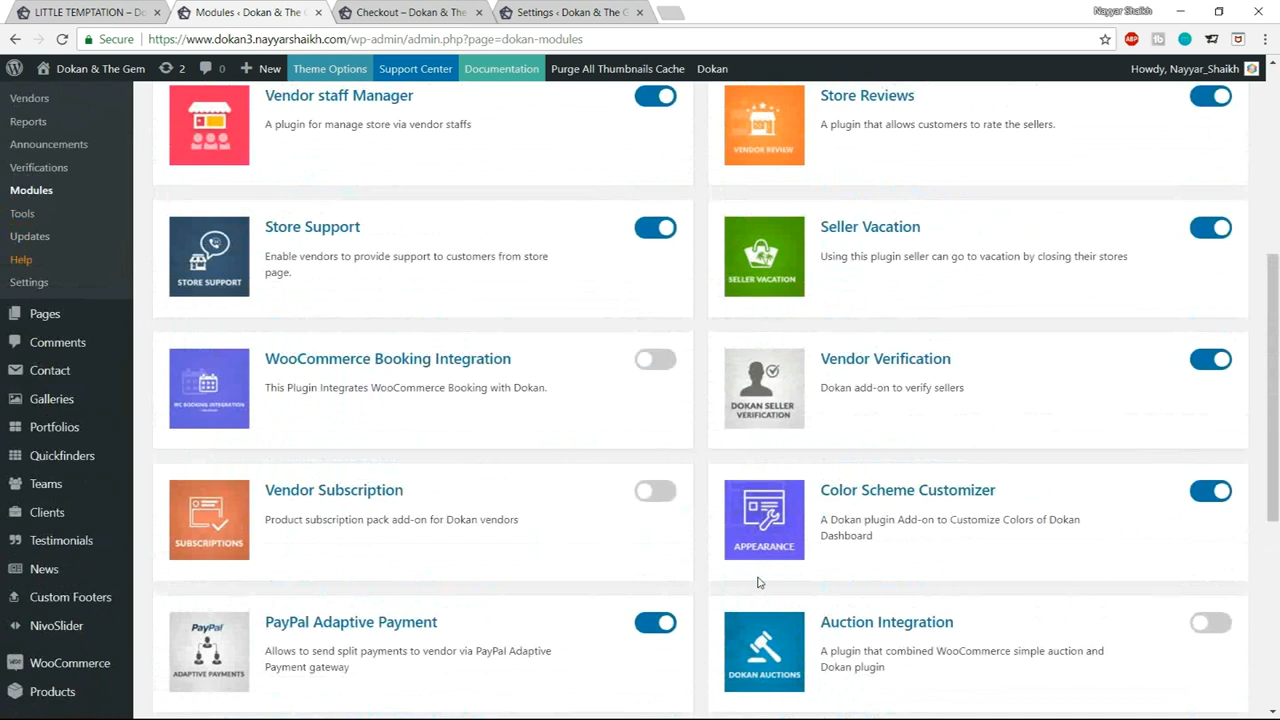 LITTLE TEMPTATION – Do
Modules ‹ Dokan & The G
Checkout – Dokan & The
Settings ‹ Dokan & The G
Nayyar Shaikh
Secure
https://www.dokan3.nayyarshaikh.com/wp-admin/admin.php?page=dokan-modules
ABP
Dokan & The Gem
2
0
New
Theme Options
Support Center
Documentation
Purge All Thumbnails Cache
Dokan
Howdy, Nayyar_Shaikh
Vendors
Reports
Announcements
Verifications
Modules
Tools
Updates
Help
Settings
Pages
Comments
Contact
Galleries
Portfolios
Quickfinders
Teams
Clients
Testimonials
News
Custom Footers
NivoSlider
WooCommerce
Products
Vendor staff Manager
A plugin for manage store via vendor staffs
VENDOR REVIEW
Store Reviews
A plugin that allows customers to rate the sellers.
STORE SUPPORT
Store Support
Enable vendors to provide support to customers from store
page.
SELLER VACATION
Seller Vacation
Using this plugin seller can go to vacation by closing their stores
WC BOOKING INTEGRATION
WooCommerce Booking Integration
This Plugin Integrates WooCommerce Booking with Dokan.
DOKAN SELLER
VERIFICATION
Vendor Verification
Dokan add-on to verify sellers
SUBSCRIPTIONS
Vendor Subscription
Product subscription pack add-on for Dokan vendors
APPEARANCE
Color Scheme Customizer
A Dokan plugin Add-on to Customize Colors of Dokan
Dashboard
PayPal
ADAPTIVE PAYMENTS
PayPal Adaptive Payment
Allows to send split payments to vendor via PayPal Adaptive
Payment gateway
DOKAN AUCTIONS
Auction Integration
A plugin that combined WooCommerce simple auction and
Dokan plugin